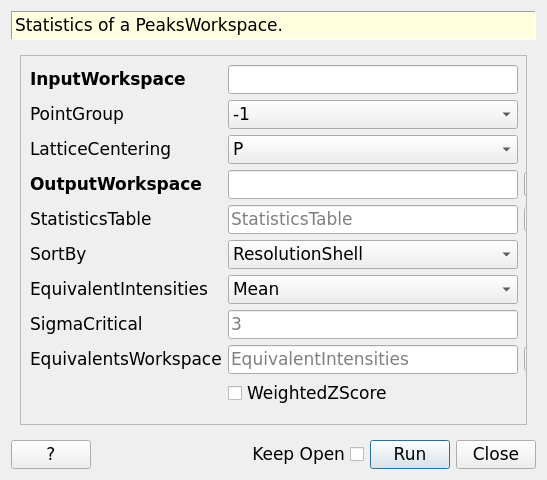 Statistics of a PeaksWorkspace.
InputWorkspace
PointGroup -1
LatticeCentering P
OutputWorkspace
StatisticsTable StatisticsTable
SortBy ResolutionShell
EquivalentIntensities Mean
SigmaCritical 3
EquivalentsWorkspace EquivalentIntensities
WeightedZScore
? Keep Open Run Close